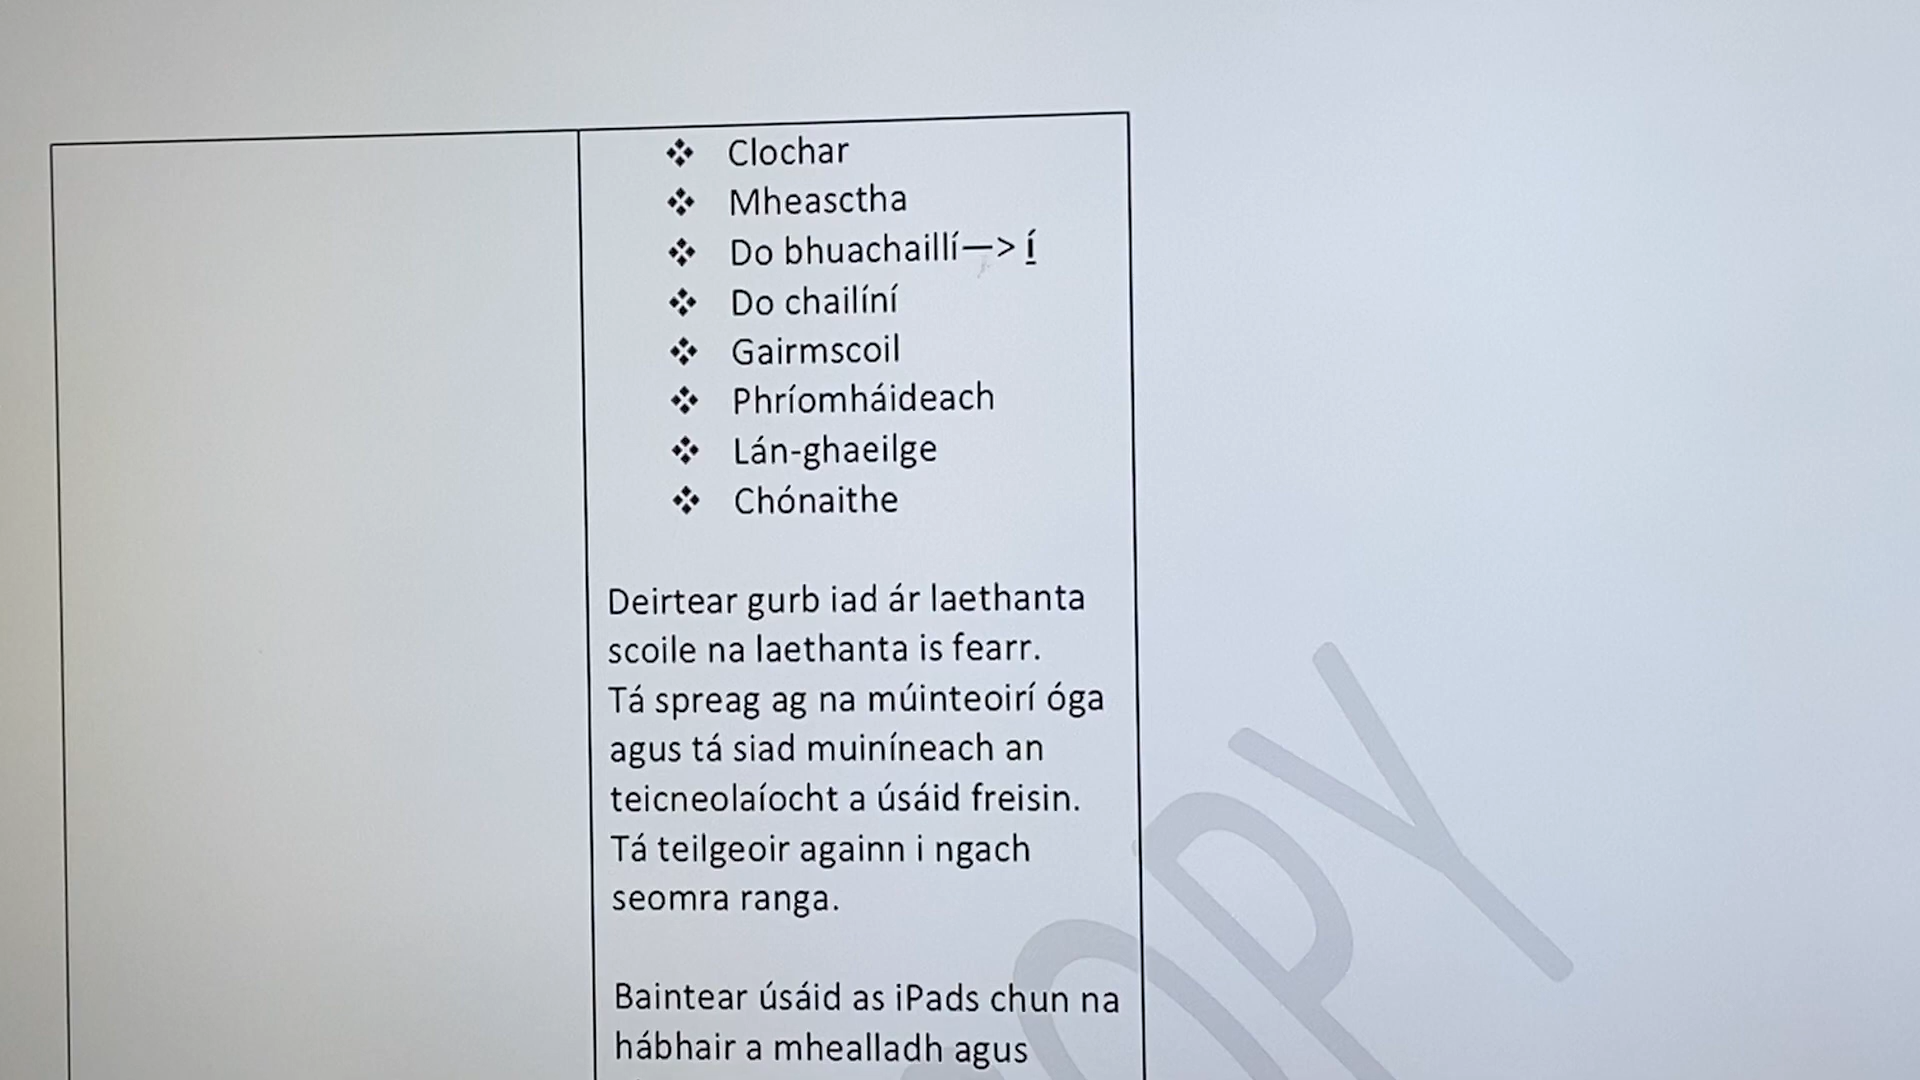 ❖ Clochar
❖ Mheasctha
❖ Do bhuachaillí—> í
❖ Do chailíní
❖ Gairmscoil
❖ Phríomháideach
❖ Lán-ghaeilge
❖ Chónaithe
Deirtear gurb iad ár laethanta
scoile na laethanta is fearr.
Tá spreag ag na múinteoirí óga
agus tá siad muiníneach an
teicneolaíocht a úsáid freisin.
Tá teilgeoir againn i ngach
seomra ranga.
Baintear úsáid as iPads chun na
hábhair a mhealladh agus
OPY